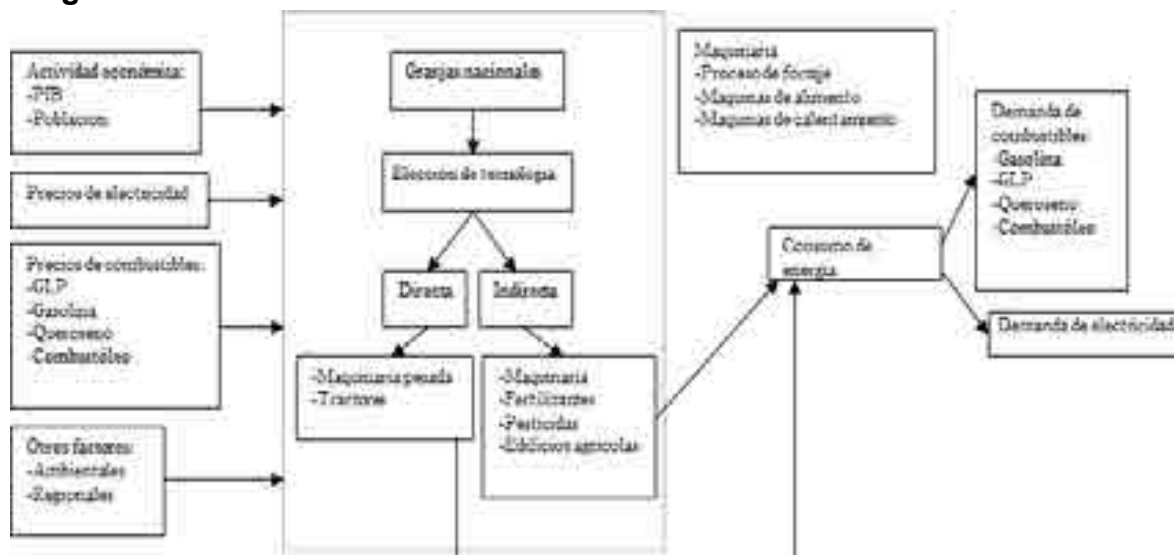 Actividad económica:
-PIB
-Poblacion
Precios de electricidad
Precios de combustibles:
-GLP
-Gasolina
-Queroseno
-Combustóleo
Otros factores:
-Ambientales
-Regionales
Granjas nacionales
Elección de tecnología
Directa
Indirecta
-Maquinaria pesada
-Tractores
-Maquinaria
-Fertilizantes
-Pesticidas
-Edificios agrícolas
Maquinaria
-Proceso de forraje
-Maquinas de alimento
-Maquinas de calentamiento
Consumo de
energía
Demanda de
combustibles
-Gasolina
-GLP
-Queroseno
-Combustóleo
Demanda de electricidad